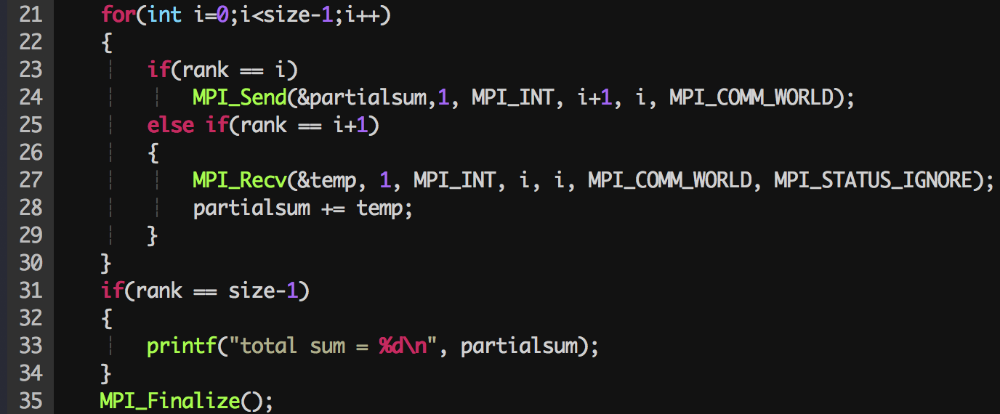 21 for(int i=0;i<size-1;i++)
22 {
23 if(rank == i)
24 MPI_Send(&partialsum,1, MPI_INT, i+1, i, MPI_COMM_WORLD);
25 else if(rank == i+1)
26 {
27 MPI_Recv(&temp, 1, MPI_INT, i, i, MPI_COMM_WORLD, MPI_STATUS_IGNORE);
28 partialsum += temp;
29 }
30 }
31 if(rank == size-1)
32 {
33 printf("total sum = %d\n", partialsum);
34 }
35 MPI_Finalize();